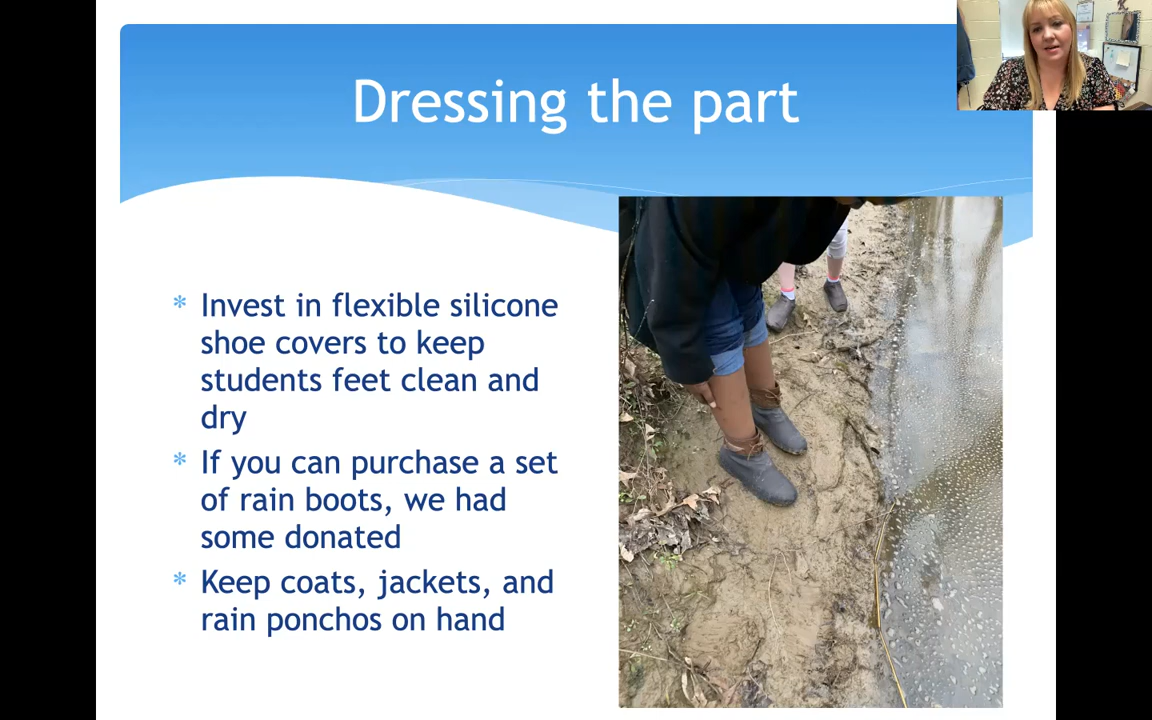 Dressing the part
* Invest in flexible silicone
shoe covers to keep
students feet clean and
dry
* If you can purchase a set
of rain boots, we had
some donated
* Keep coats, jackets, and
rain ponchos on hand